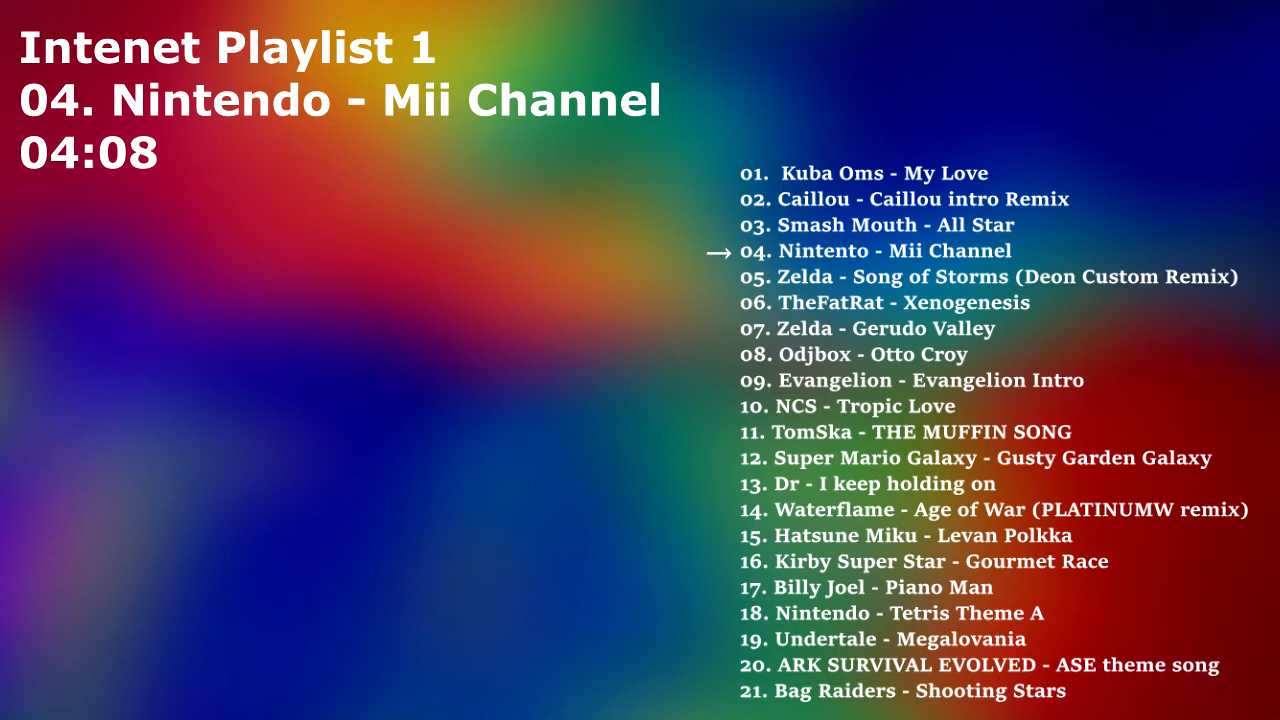 Intenet Playlist 1
04. Nintendo - Mii Channel
04:08
01. Kuba Oms - My Love
02. Caillou - Caillou intro Remix
03. Smash Mouth - All Star
→ 04. Nintento - Mii Channel
05. Zelda - Song of Storms (Deon Custom Remix)
06. TheFatRat - Xenogenesis
07. Zelda - Gerudo Valley
08. Odjbox - Otto Croy
09. Evangelion - Evangelion Intro
10. NCS - Tropic Love
11. TomSka - THE MUFFIN SONG
12. Super Mario Galaxy - Gusty Garden Galaxy
13. Dr - I keep holding on
14. Waterflame - Age of War (PLATINUMW remix)
15. Hatsune Miku - Levan Polkka
16. Kirby Super Star - Gourmet Race
17. Billy Joel - Piano Man
18. Nintendo - Tetris Theme A
19. Undertale - Megalovania
20. ARK SURVIVAL EVOLVED - ASE theme song
21. Bag Raiders - Shooting Stars